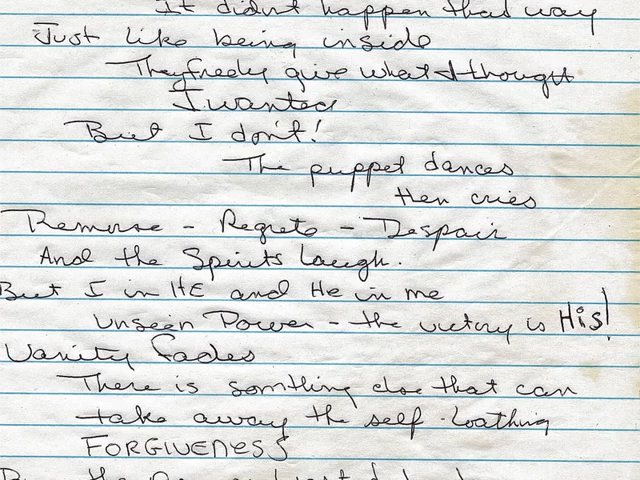 It didn't happen that way
Just like being inside
They freely give what I thought
I wanted
But I don't!
The puppet dances
then cries
Remorse - Regrets - Despair
And the Spirits laugh.
But I in HE and He in me
Unseen Power - the victory is His!
Vanity Fades
There is somthing else that can
take away the self-loathing
FORGIVENESS